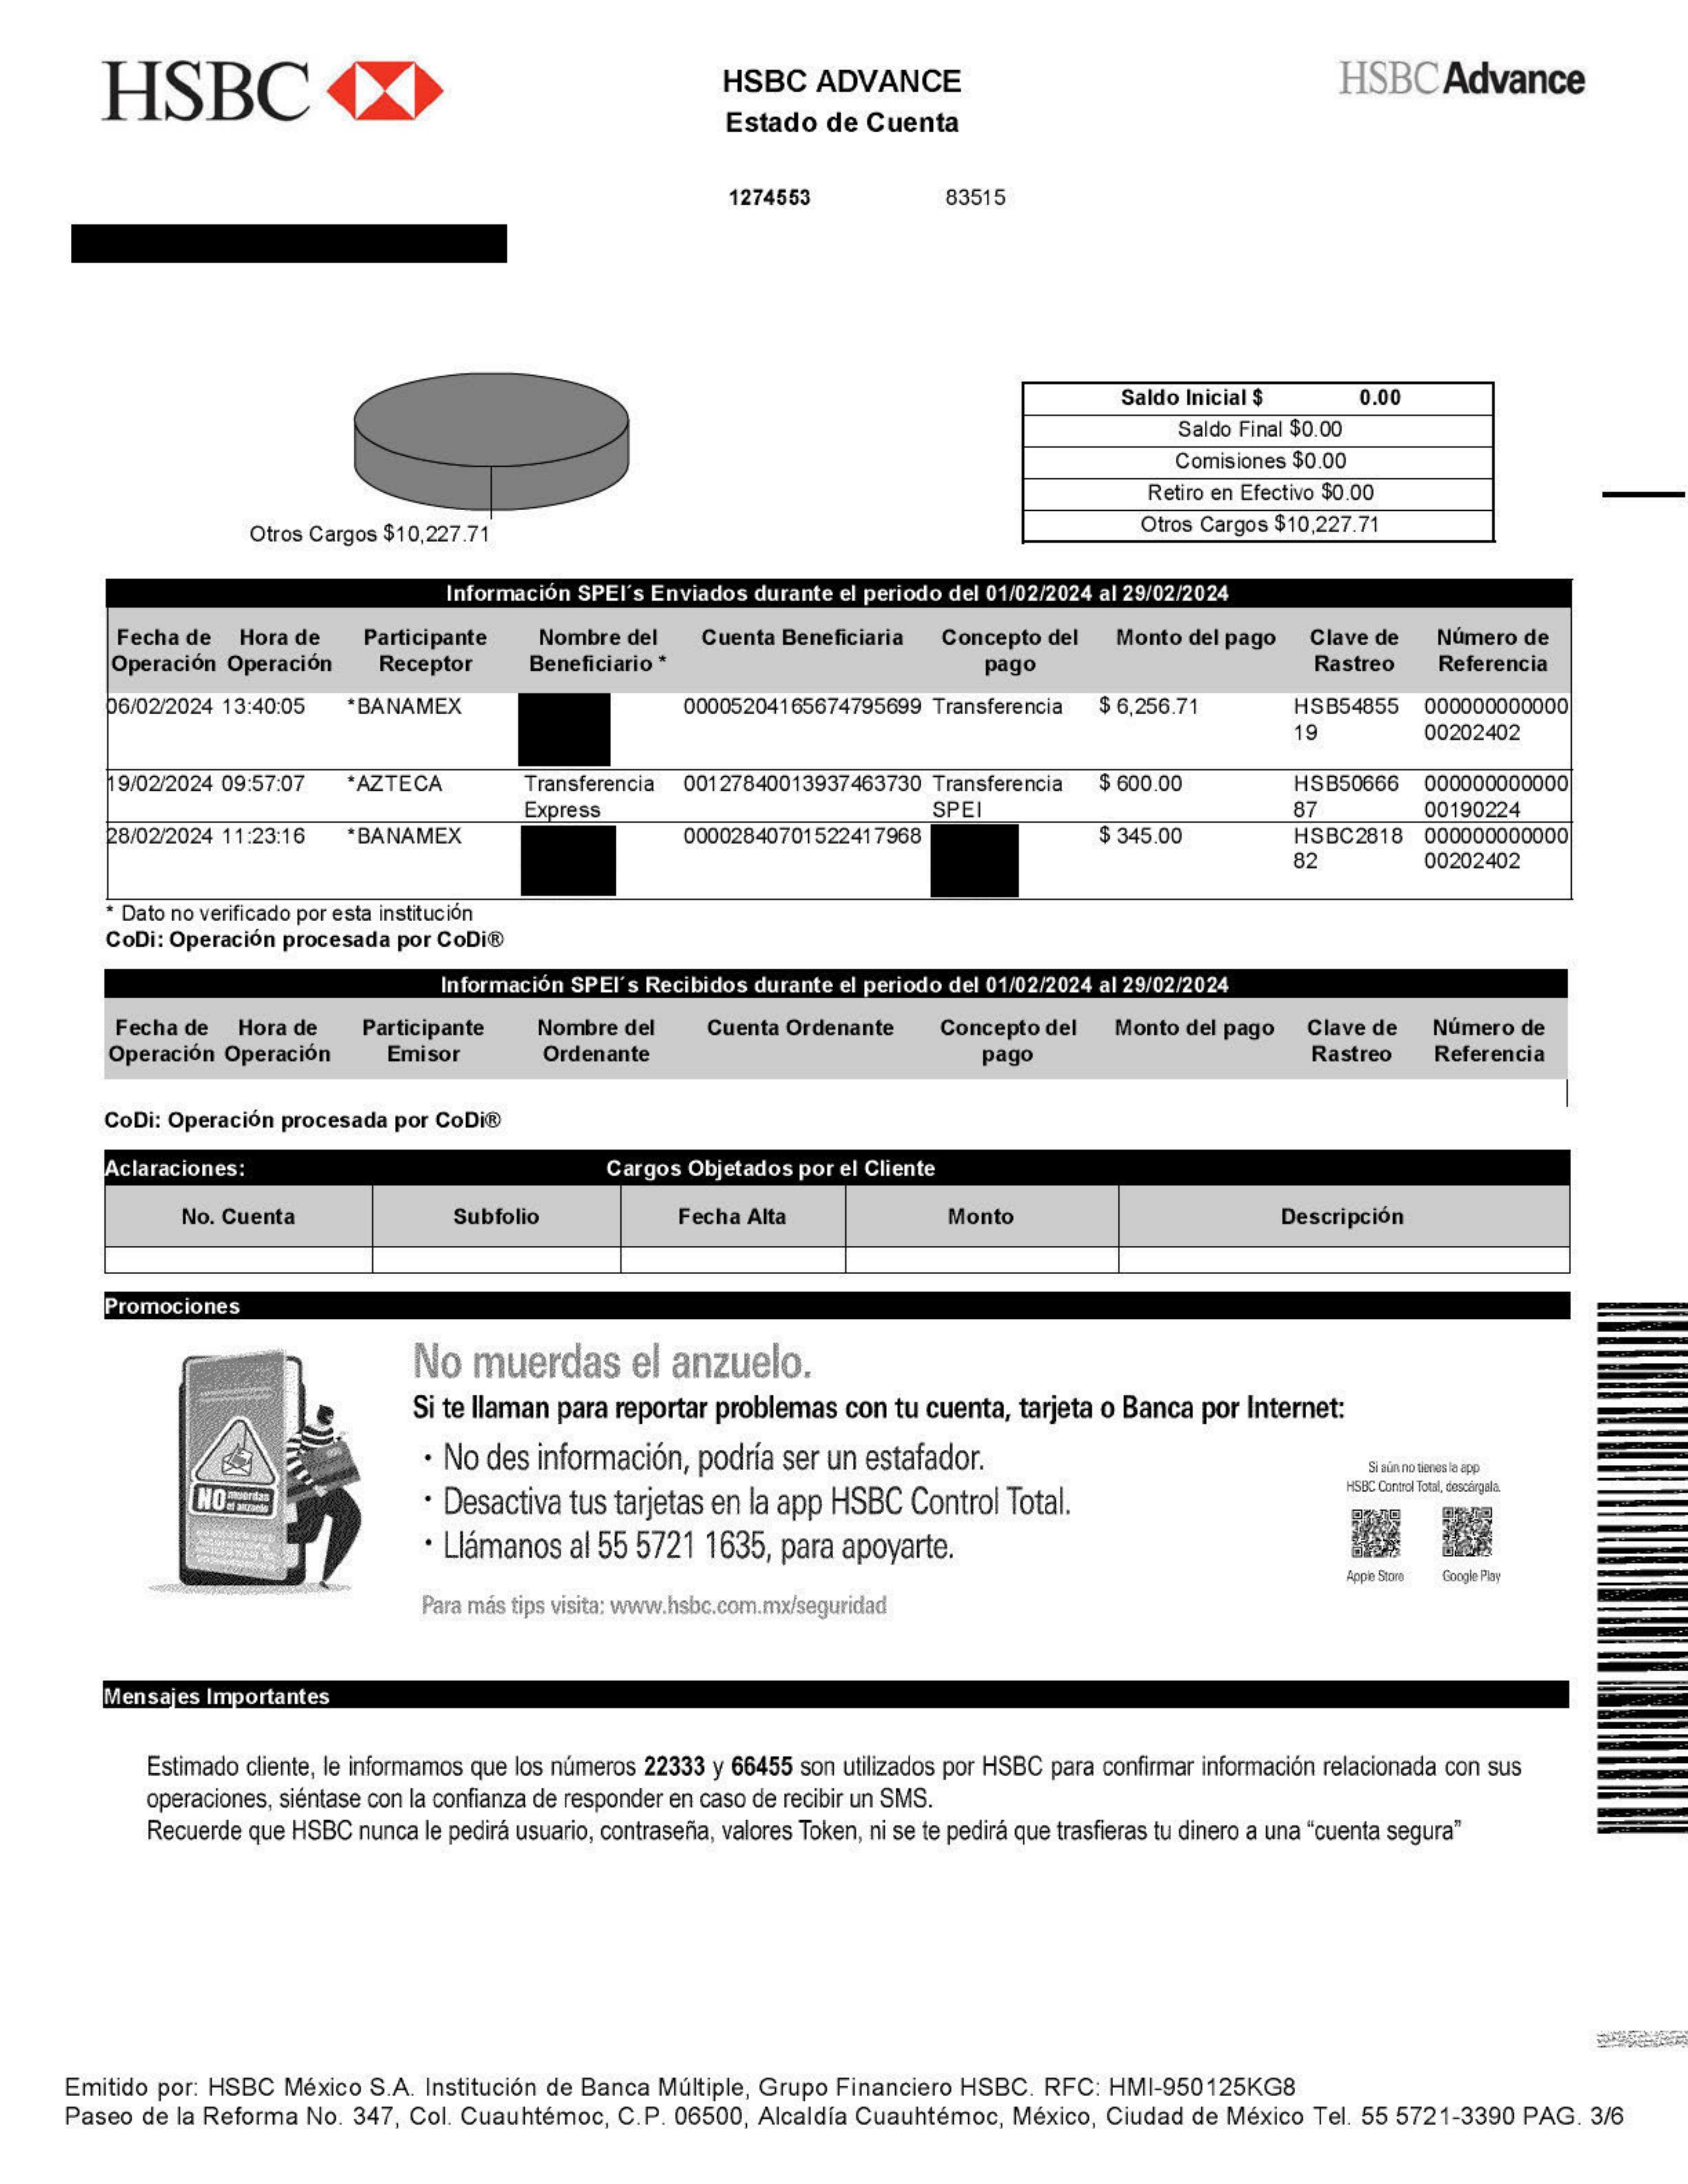 HSBC
HSBC ADVANCE
HSBC Advance
Estado de Cuenta
1274553 83515
Saldo Inicial $ 0.00
Saldo Final $0.00
Comisiones $0.00
Retiro en Efectivo $0.00
Otros Cargos $10,227.71
Otros Cargos $10,227.71
Información SPEI´s Enviados durante el periodo del 01/02/2024 al 29/02/2024
Fecha de Hora de Participante Nombre del Cuenta Beneficiaria Concepto del Monto del pago Clave de Número de
Operación Operación Receptor Beneficiario * pago Rastreo Referencia
06/02/2024 13:40:05 *BANAMEX 00005204165674795699 Transferencia $ 6,256.71 HSB54855 000000000000
19 00202402
19/02/2024 09:57:07 *AZTECA Transferencia 00127840013937463730 Transferencia $ 600.00 HSB50666 000000000000
Express SPEI 87 00190224
28/02/2024 11:23:16 *BANAMEX 00002840701522417968 $ 345.00 HSBC2818 000000000000
82 00202402
* Dato no verificado por esta institución
CoDi: Operación procesada por CoDi®
Información SPEI´s Recibidos durante el periodo del 01/02/2024 al 29/02/2024
Fecha de Hora de Participante Nombre del Cuenta Ordenante Concepto del Monto del pago Clave de Número de
Operación Operación Emisor Ordenante pago Rastreo Referencia
CoDi: Operación procesada por CoDi®
Aclaraciones: Cargos Objetados por el Cliente
No. Cuenta Subfolio Fecha Alta Monto Descripción
Promociones
No muerdas el anzuelo.
Si te llaman para reportar problemas con tu cuenta, tarjeta o Banca por Internet:
· No des información, podría ser un estafador.
· Desactiva tus tarjetas en la app HSBC Control Total.
· Llámanos al 55 5721 1635, para apoyarte.
Para más tips visita: www.hsbc.com.mx/seguridad
NO muerdas
el anzuelo
Si aún no tienes la app
HSBC Control Total, descárgala.
Apple Store Google Play
Mensajes Importantes
Estimado cliente, le informamos que los números 22333 y 66455 son utilizados por HSBC para confirmar información relacionada con sus
operaciones, siéntase con la confianza de responder en caso de recibir un SMS.
Recuerde que HSBC nunca le pedirá usuario, contraseña, valores Token, ni se te pedirá que trasfieras tu dinero a una “cuenta segura”
Emitido por: HSBC México S.A. Institución de Banca Múltiple, Grupo Financiero HSBC. RFC: HMI-950125KG8
Paseo de la Reforma No. 347, Col. Cuauhtémoc, C.P. 06500, Alcaldía Cuauhtémoc, México, Ciudad de México Tel. 55 5721-3390 PAG. 3/6